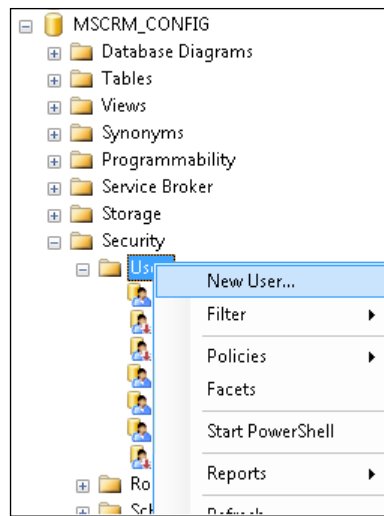 MSCRM_CONFIG
Database Diagrams
Tables
Views
Synonyms
Programmability
Service Broker
Storage
Security
New User...
Filter
Policies
Facets
Start PowerShell
Reports